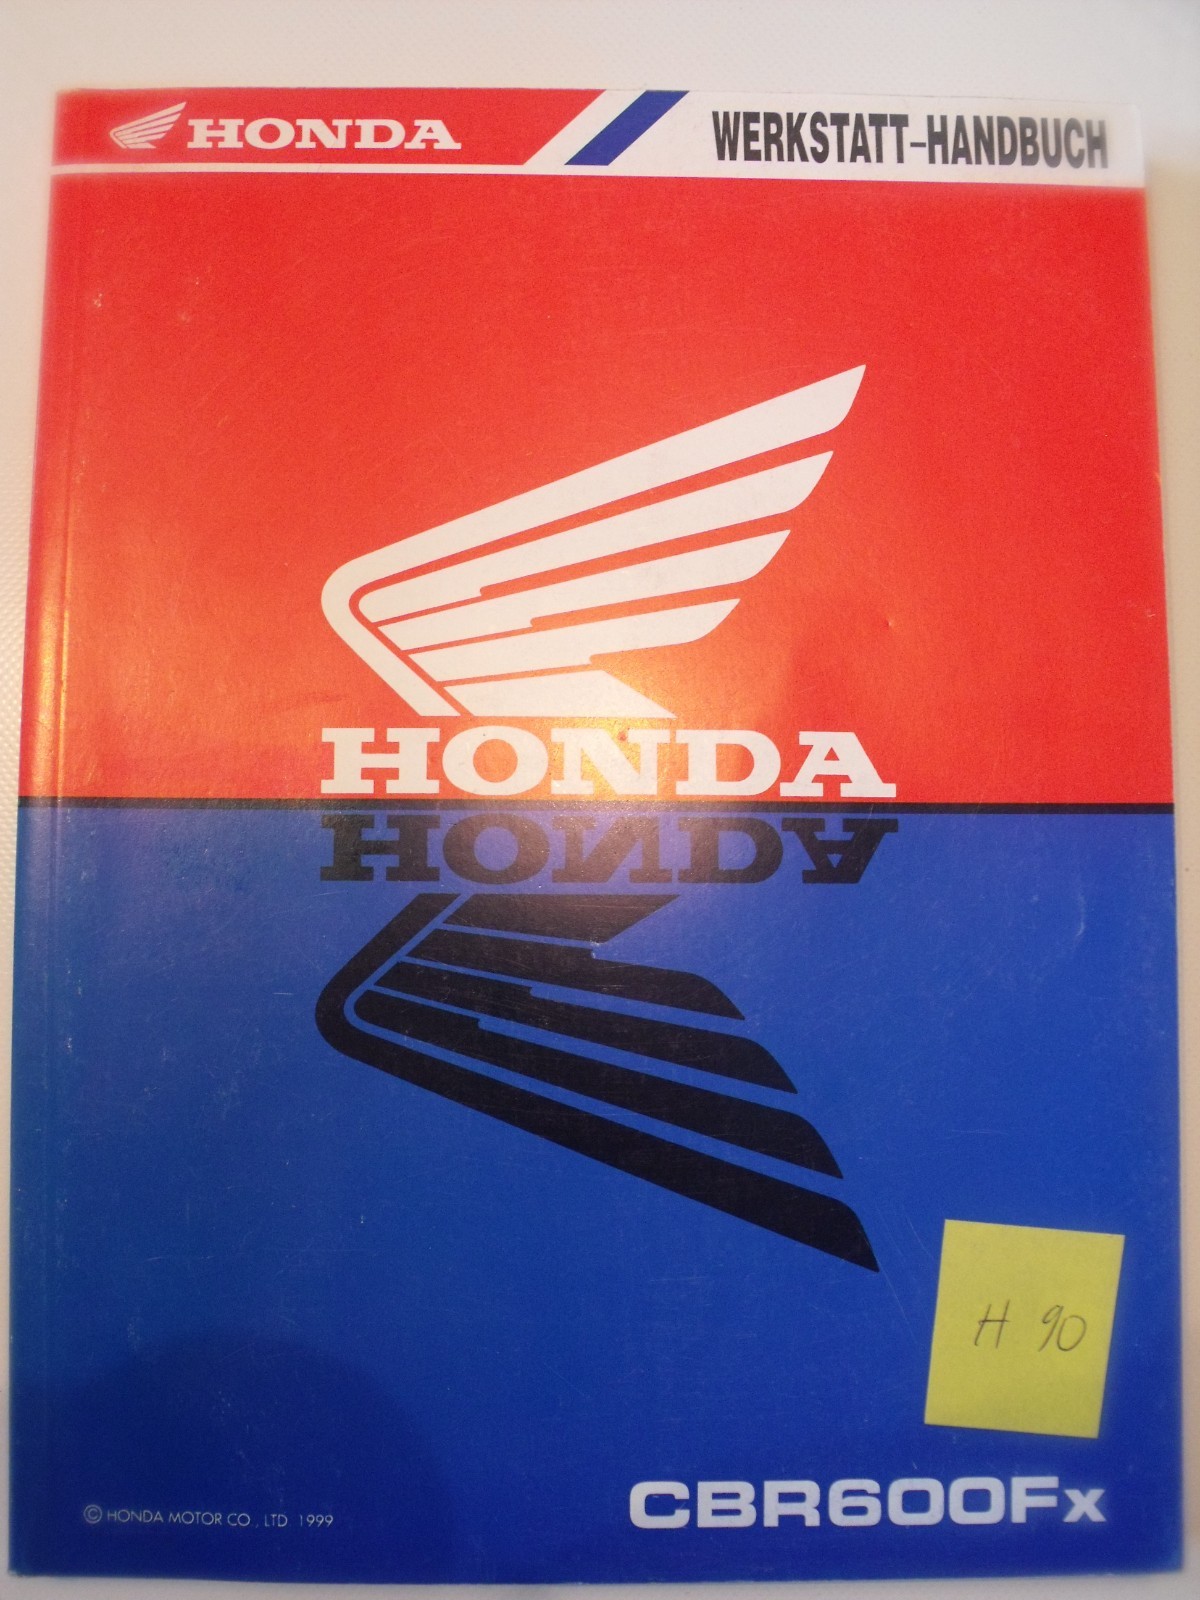 HONDA
WERKSTATT-HANDBUCH
HONDA
HONDA
H 90
CBR600Fx
© HONDA MOTOR CO., LTD 1999